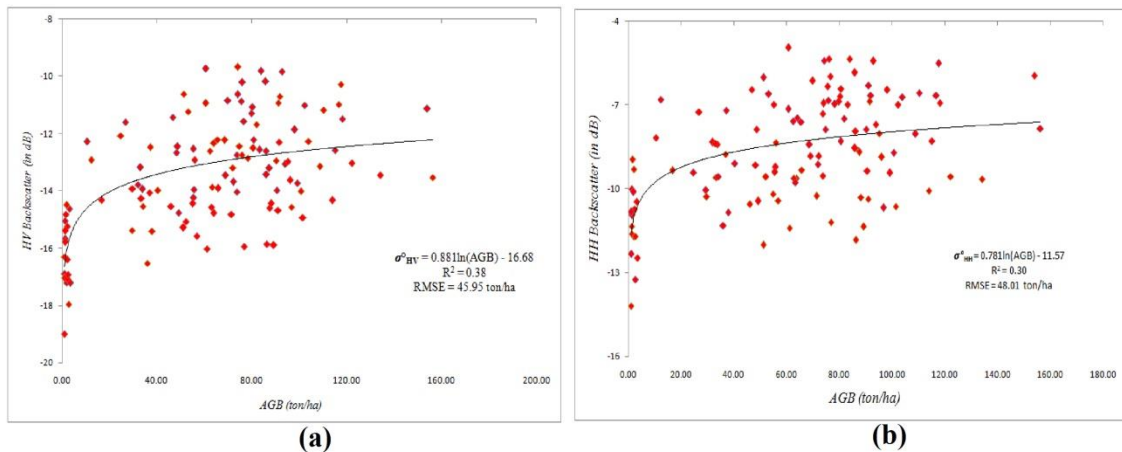 -8
-10
-12
-14
-16
-18
-20
HV Backscatter (in dB)
σ⁰HV = 0.881ln(AGB) - 16.68
R² = 0.38
RMSE = 45.95 ton/ha
0.00 40.00 80.00 120.00 160.00 200.00
AGB (ton/ha)
(a)
-4
-7
-10
-13
-16
HH Backscatter (in dB)
σ⁰HH = 0.781ln(AGB) - 11.57
R² = 0.30
RMSE = 48.01 ton/ha
0.00 20.00 40.00 60.00 80.00 100.00 120.00 140.00 160.00 180.00
AGB (ton/ha)
(b)